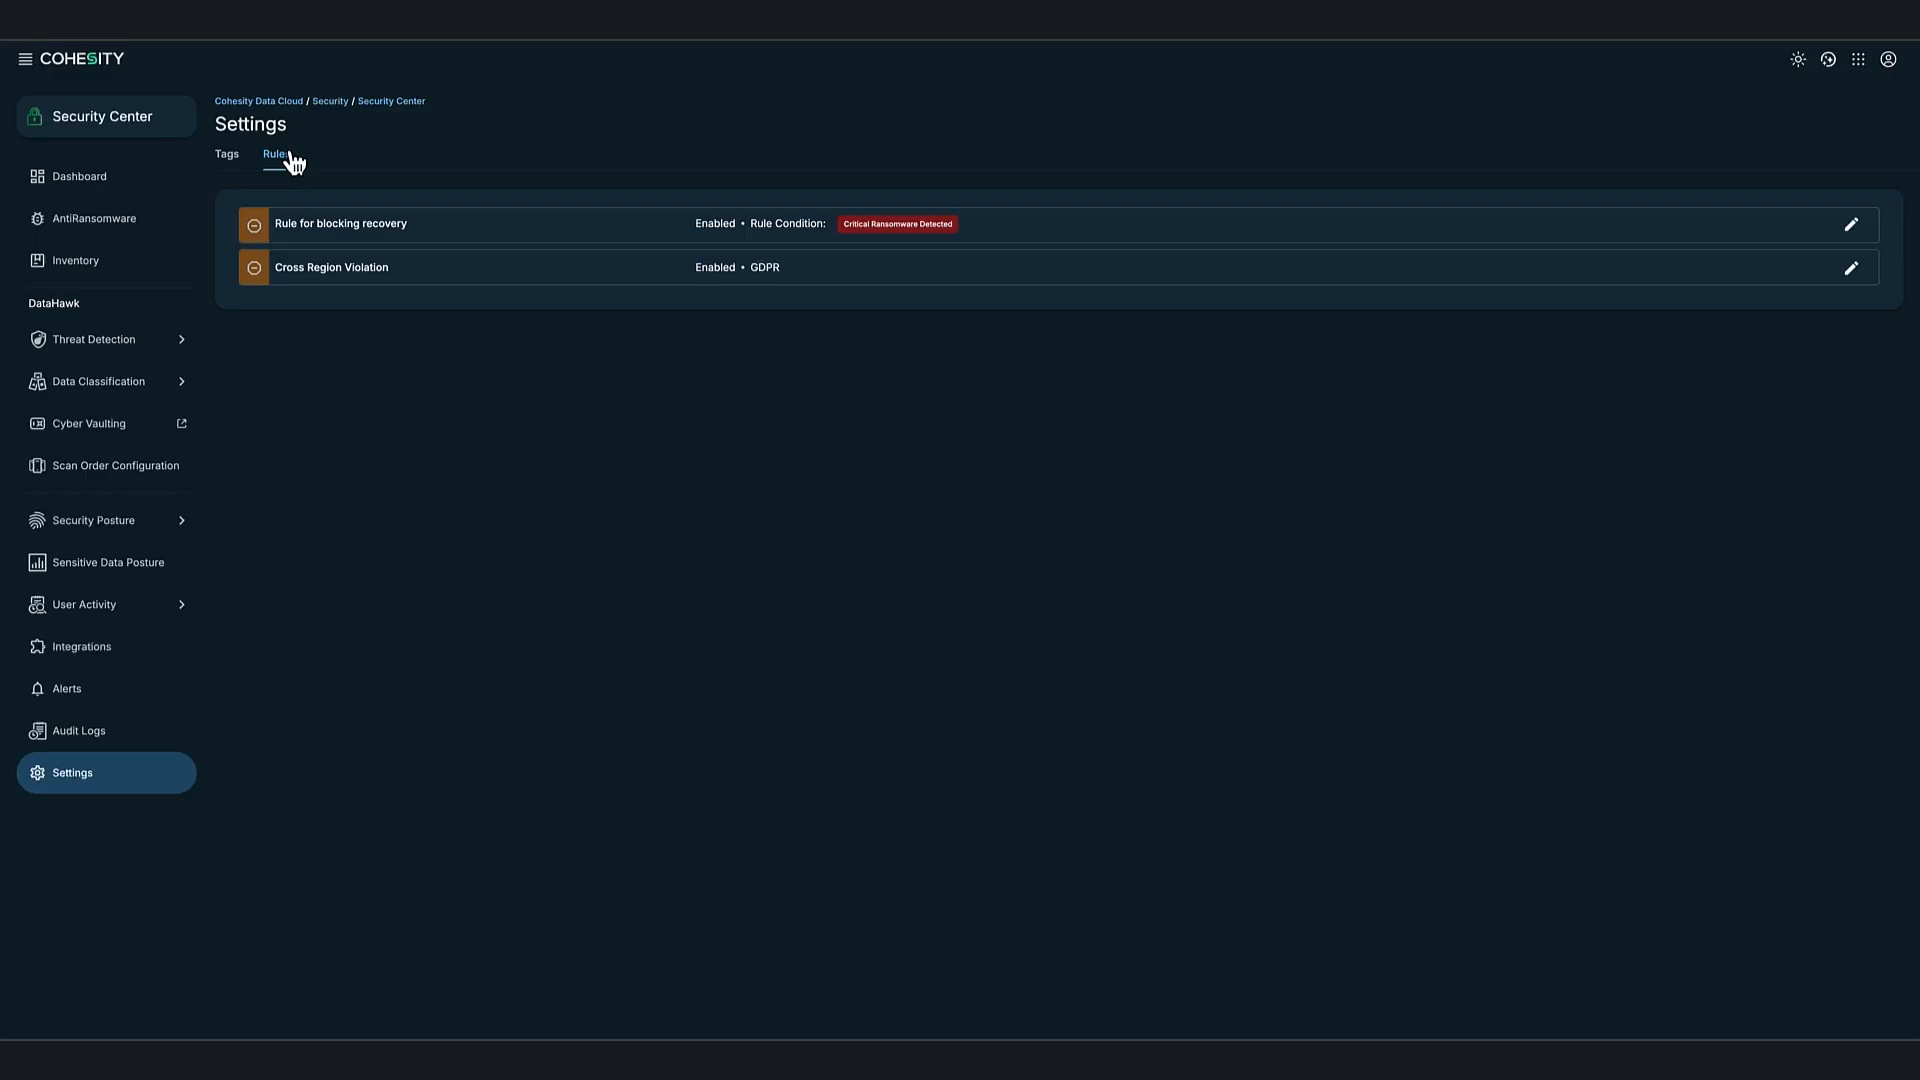 COHESITY
Security Center
Cohesity Data Cloud / Security / Security Center
Settings
Tags
Rule
Rule for blocking recovery
Enabled • Rule Condition:
Critical Ransomware Detected
Cross Region Violation
Enabled • GDPR
Dashboard
AntiRansomware
Inventory
DataHawk
Threat Detection
Data Classification
Cyber Vaulting
Scan Order Configuration
Security Posture
Sensitive Data Posture
User Activity
Integrations
Alerts
Audit Logs
Settings